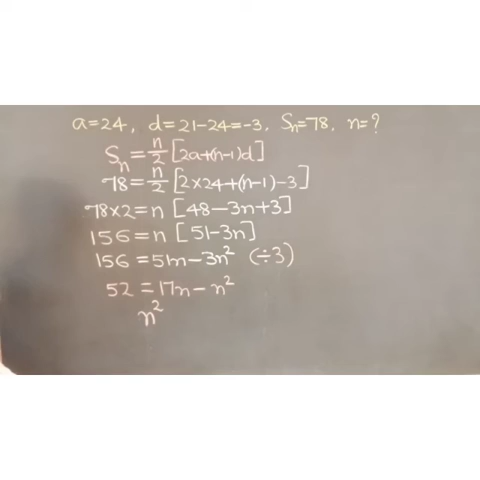 a=24, d=21-24=-3, Sn=78, n=?
Sn=n/2[2a+(n-1)d]
78=n/2[2×24+(n-1)-3]
78×2=n[48-3n+3]
156=n[51-3n]
156=51n-3n² (÷3)
52=17n-n²
n²